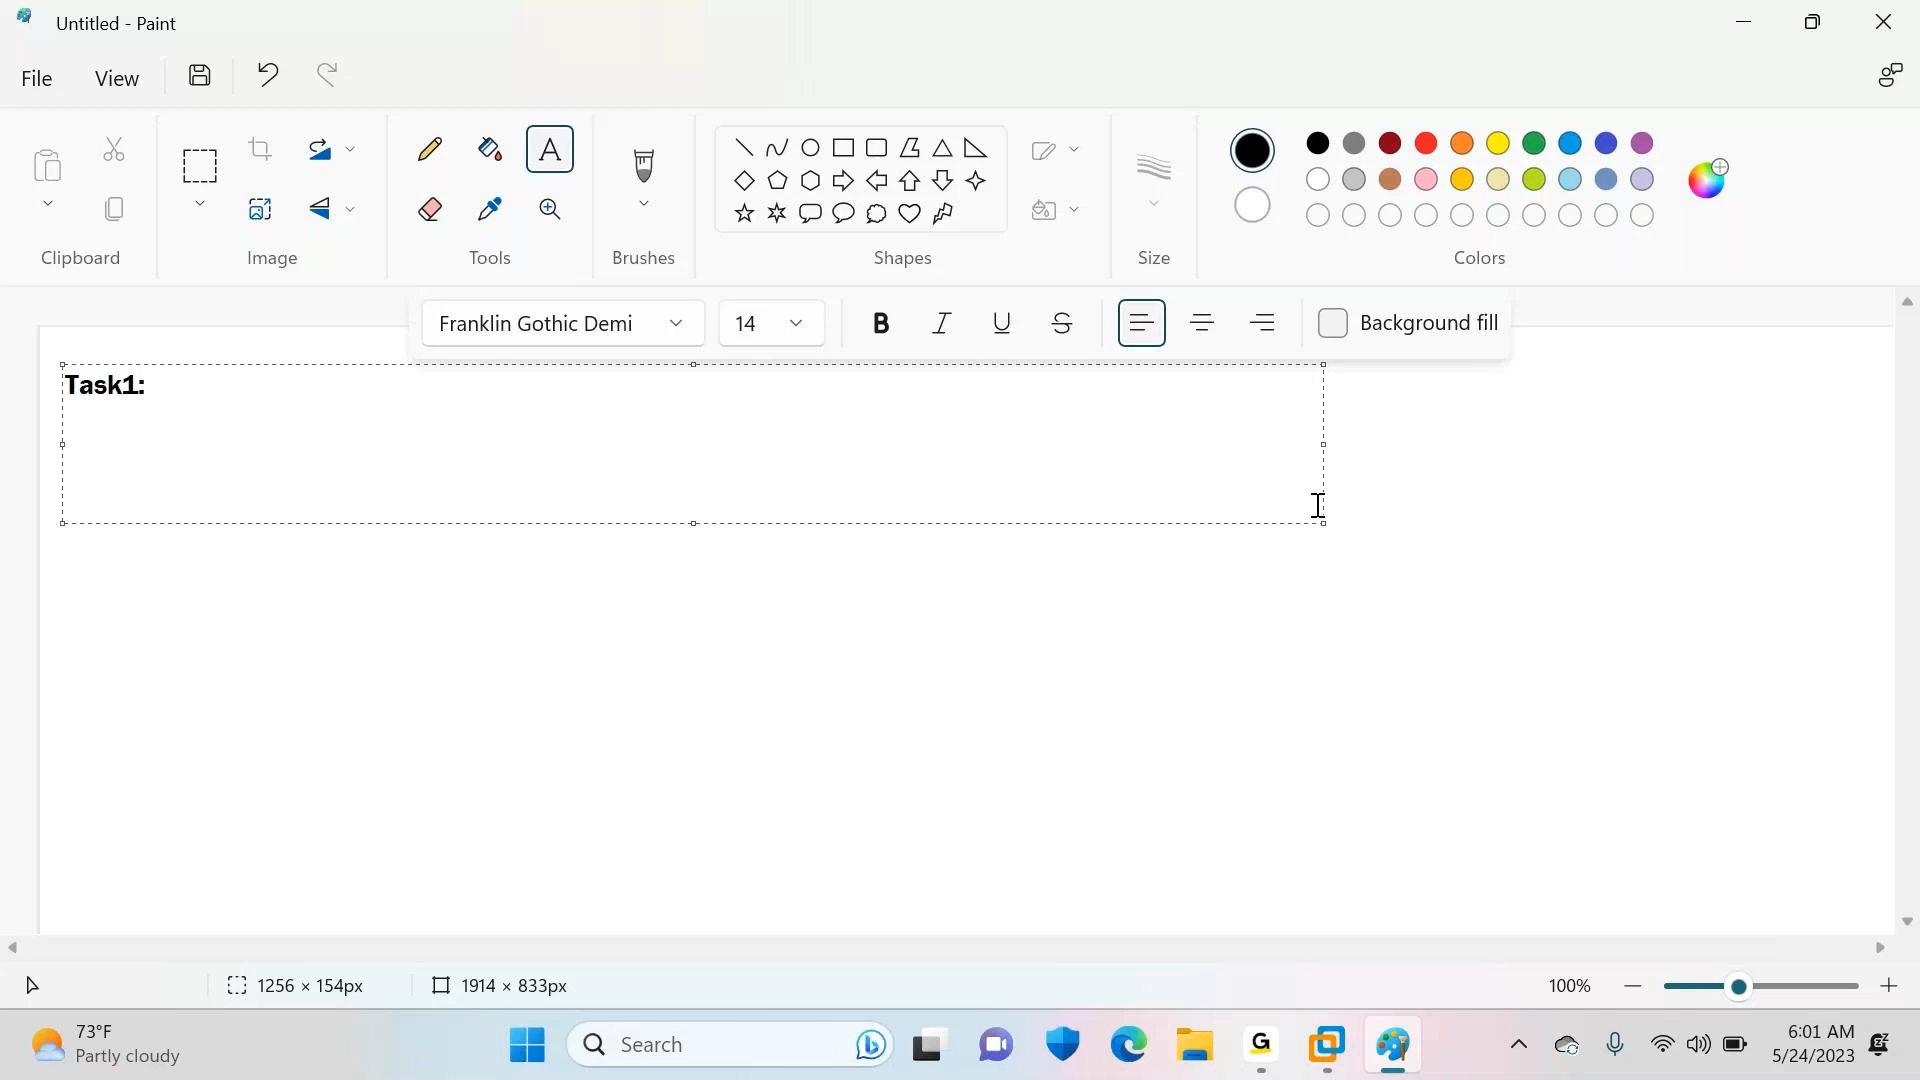 Untitled - Paint
File View
Clipboard Image Tools Brushes Shapes Size Colors
Franklin Gothic Demi 14 B I U S Background fill
Task1:
1256 × 154px 1914 × 833px 100%
73°F
Partly cloudy
Search
6:01 AM
5/24/2023